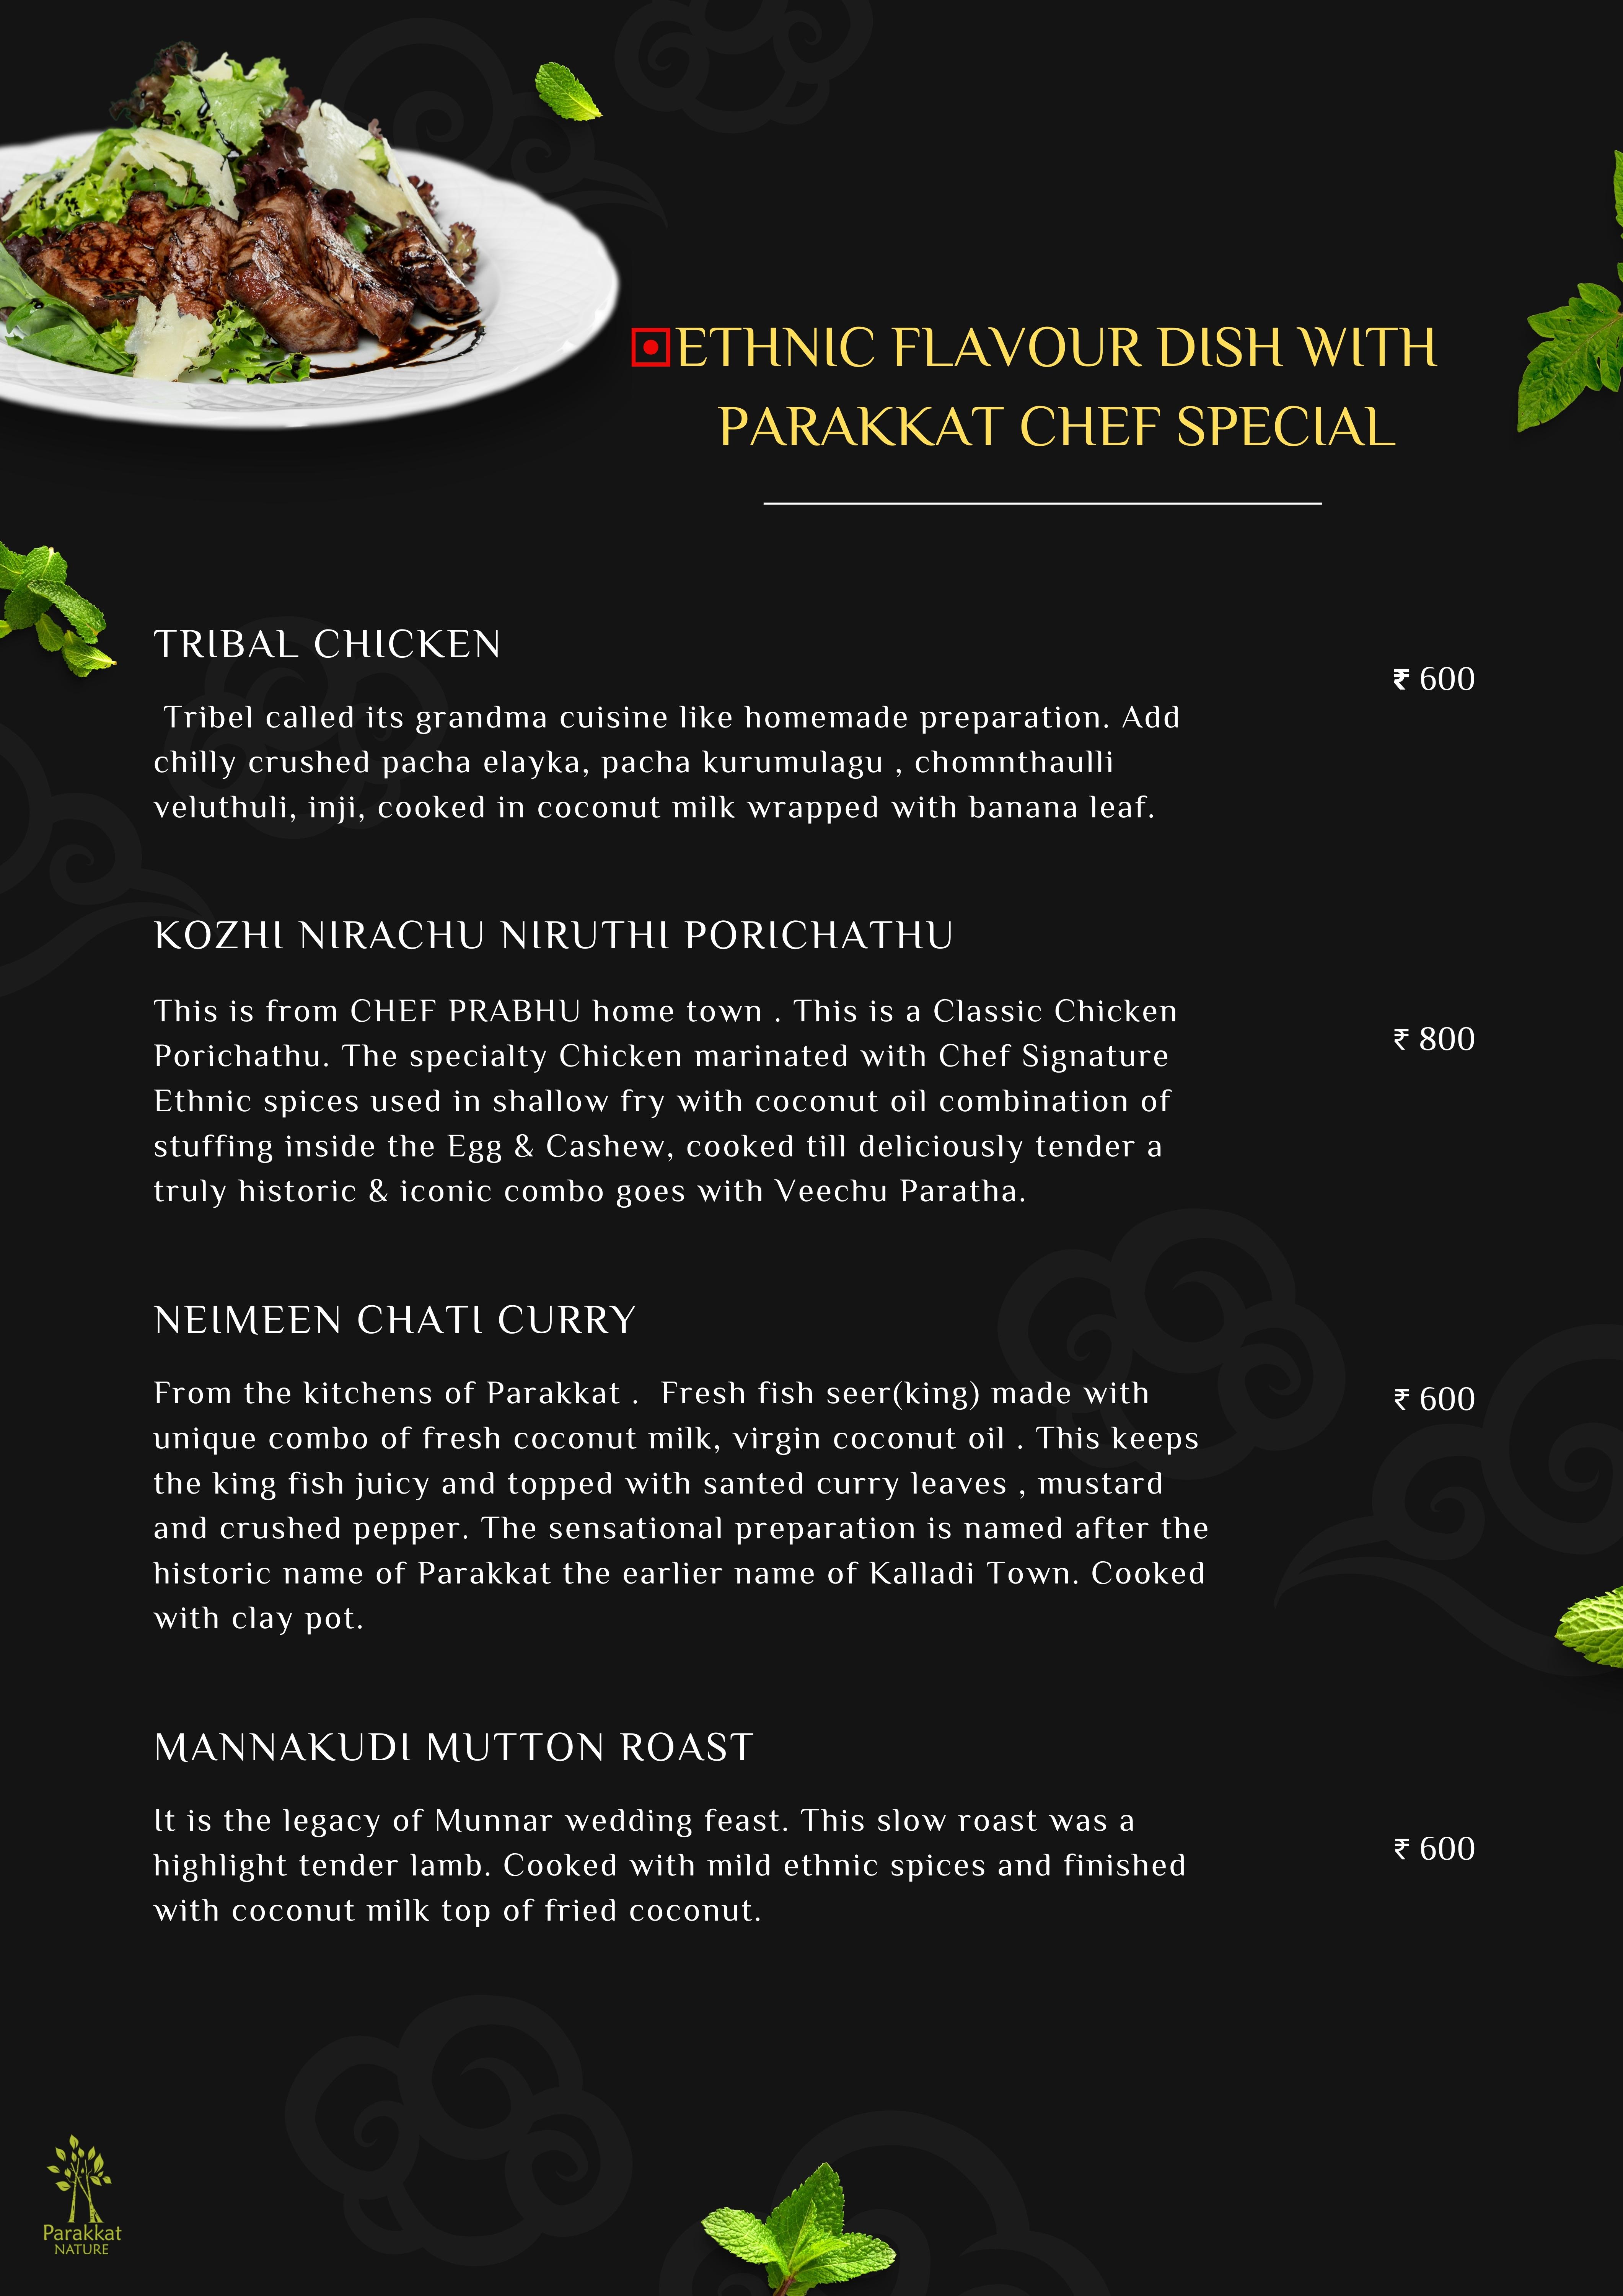 ETHNIC FLAVOUR DISH WITH
PARAKKAT CHEF SPECIAL
TRIBAL CHICKEN
₹ 600
Tribel called its grandma cuisine like homemade preparation. Add
chilly crushed pacha elayka, pacha kurumulagu , chomnthaulli
veluthuli, inji, cooked in coconut milk wrapped with banana leaf.
KOZHI NIRACHU NIRUTHI PORICHATHU
This is from CHEF PRABHU home town . This is a Classic Chicken
Porichathu. The specialty Chicken marinated with Chef Signature
Ethnic spices used in shallow fry with coconut oil combination of
stuffing inside the Egg & Cashew, cooked till deliciously tender a
truly historic & iconic combo goes with Veechu Paratha.
₹ 800
NEIMEEN CHATI CURRY
From the kitchens of Parakkat . Fresh fish seer(king) made with
unique combo of fresh coconut milk, virgin coconut oil . This keeps
the king fish juicy and topped with santed curry leaves , mustard
and crushed pepper. The sensational preparation is named after the
historic name of Parakkat the earlier name of Kalladi Town. Cooked
with clay pot.
₹ 600
MANNAKUDI MUTTON ROAST
It is the legacy of Munnar wedding feast. This slow roast was a
highlight tender lamb. Cooked with mild ethnic spices and finished
with coconut milk top of fried coconut.
₹ 600
Parakkat
NATURE